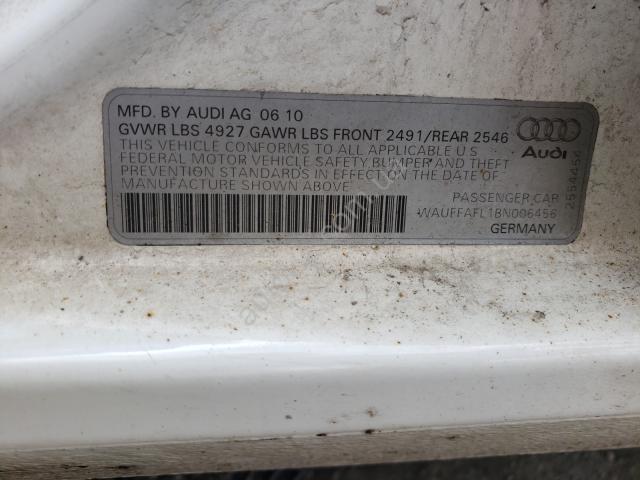 MFD. BY AUDI AG 06 10
GVWR LBS 4927 GAWR LBS FRONT 2491/REAR 2546
THIS VEHICLE CONFORMS TO ALL APPLICABLE U.S.
FEDERAL MOTOR VEHICLE SAFETY BUMPER AND THEFT
PREVENTION STANDARDS IN EFFECT ON THE DATE OF
MANUFACTURE SHOWN ABOVE.
Audi
PASSENGER CAR
WAUFFAFL1BN006456
GERMANY